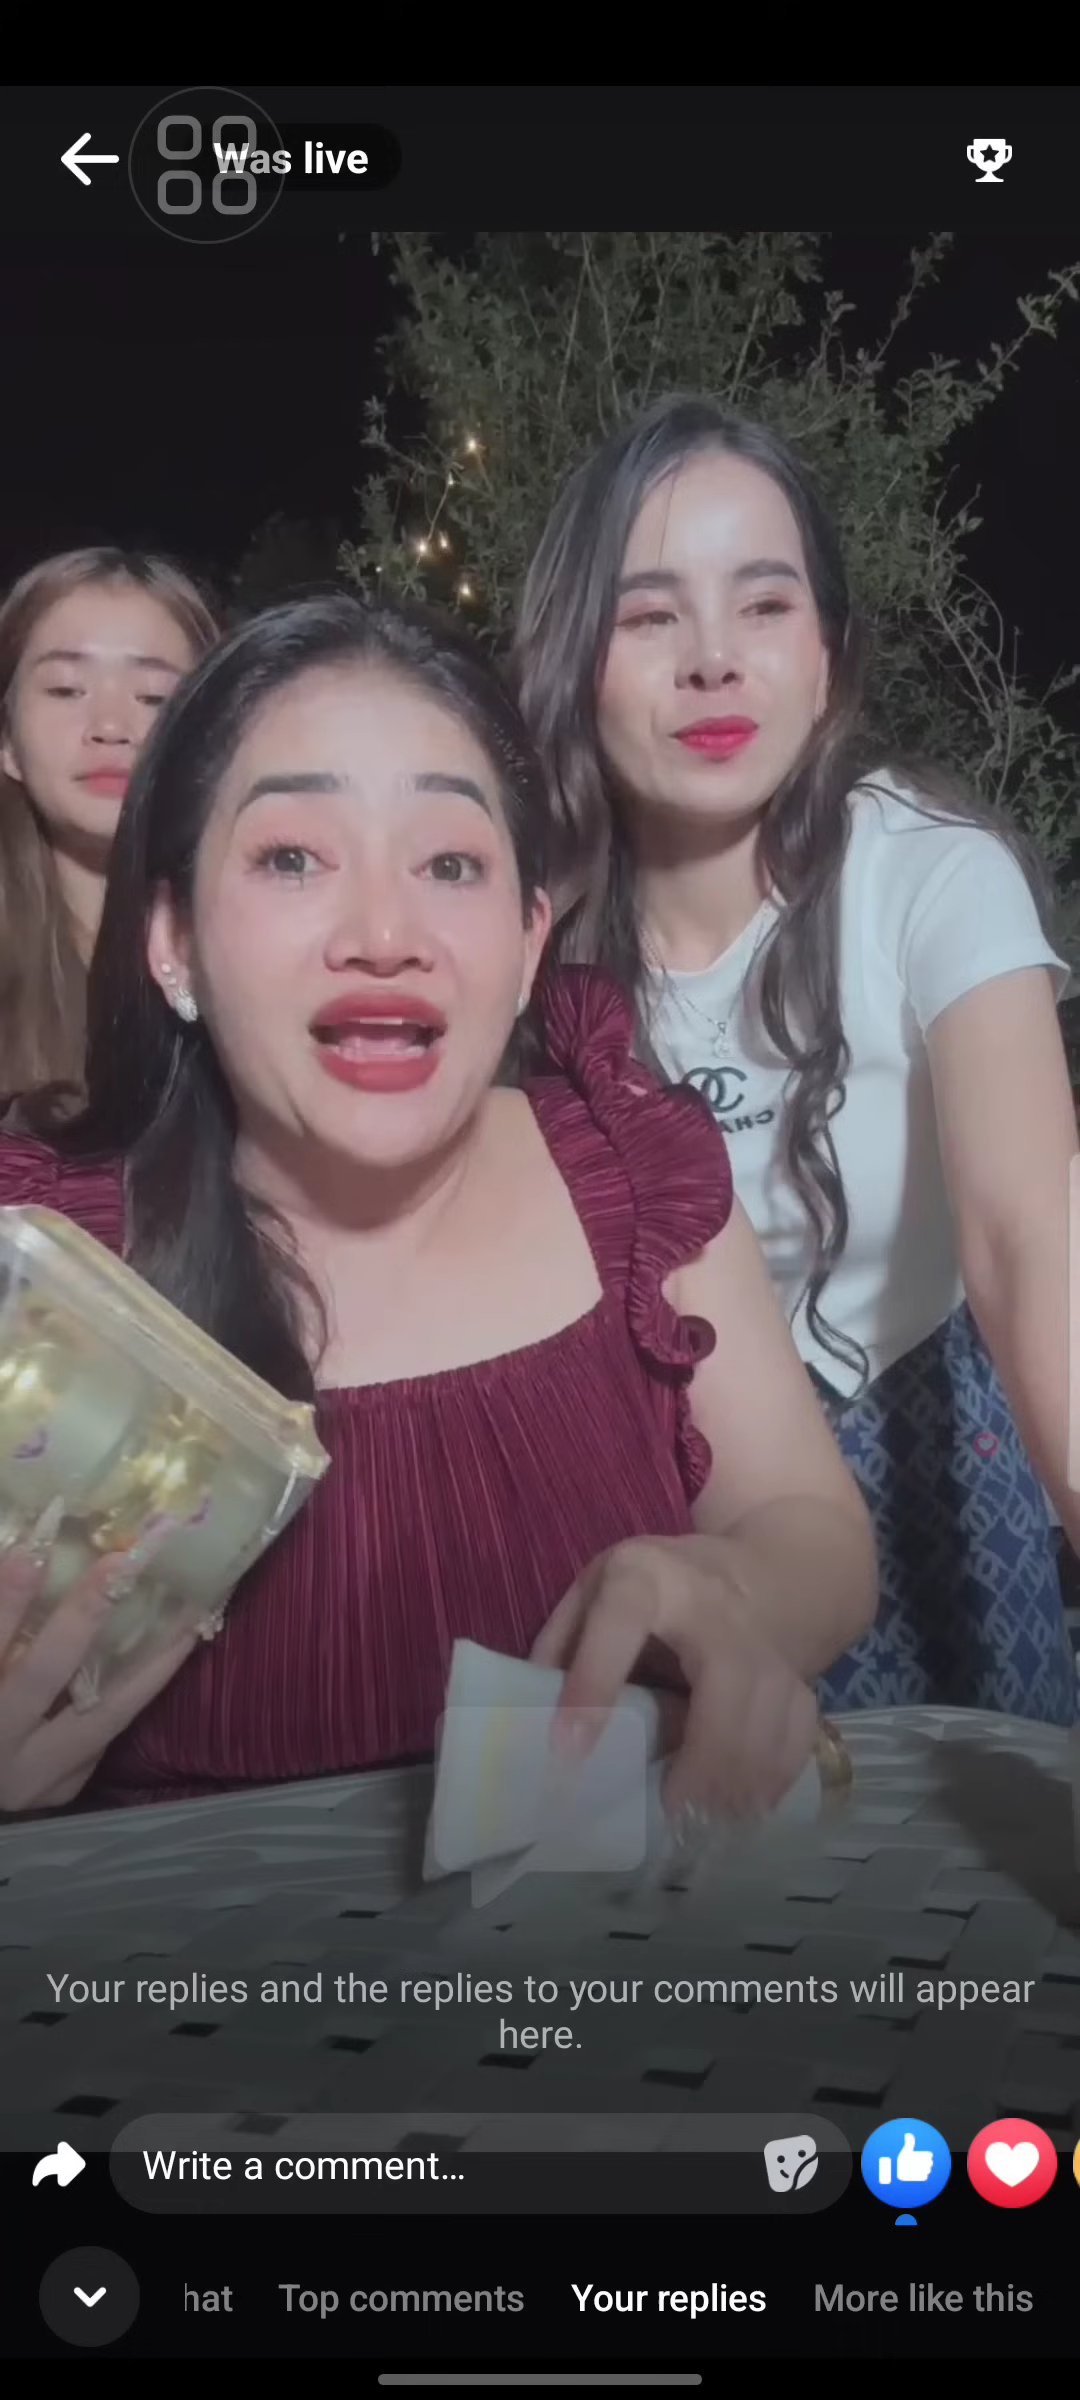 Was live
CHA
Your replies and the replies to your comments will appear
here.
Write a comment...
hat
Top comments
Your replies
More like this